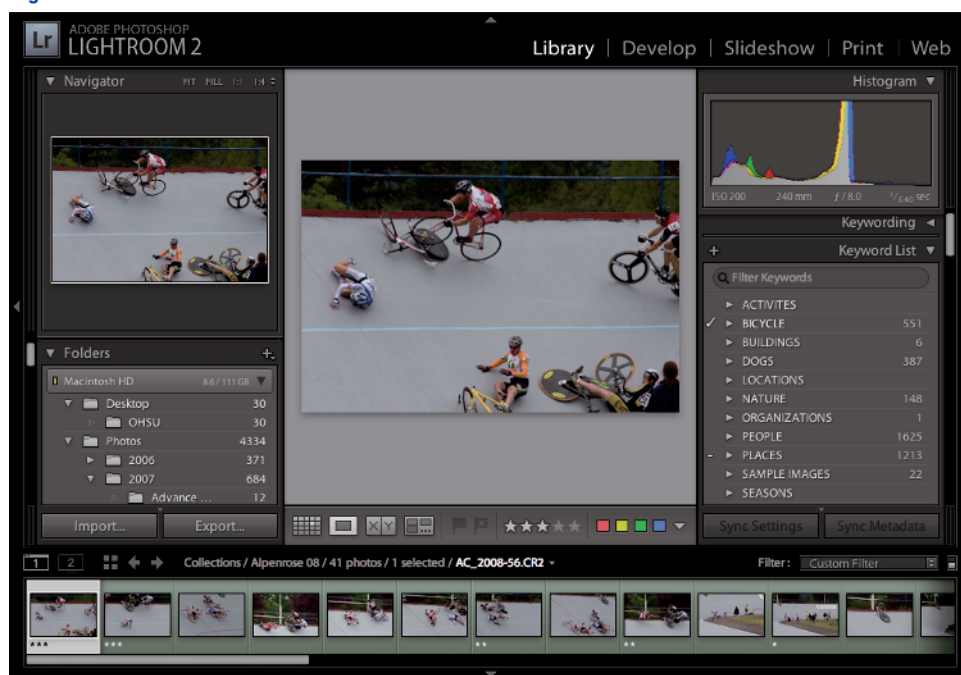 Lr ADOBE PHOTOSHOP
LIGHTROOM 2
Library | Develop | Slideshow | Print | Web
Navigator FIT FILL 1:1 1:4
Histogram
ISO 200 240 mm f / 8.0 1/640 sec
Keywording
Keyword List
Filter Keywords
ACTIVITES
BICYCLE 551
BUILDINGS 6
DOGS 387
LOCATIONS
NATURE 148
ORGANIZATIONS 1
PEOPLE 1625
PLACES 1213
SAMPLE IMAGES 22
SEASONS
Folders
Macintosh HD 8.6 / 111 GB
Desktop 30
OHSU 30
Photos 4334
2006 371
2007 684
Advance ... 12
Import... Export...
X Y
Sync Settings Sync Metadata
1 2 Collections / Alpenrose 08 / 41 photos / 1 selected / AC_2008-56.CR2 Filter: Custom Filter